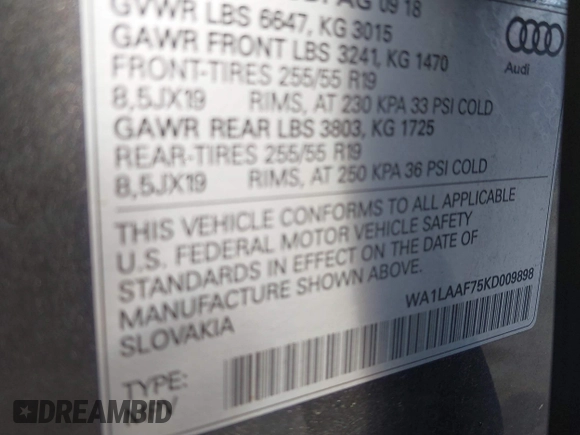 AG 09 18
GVWR LBS 6647, KG 3015
GAWR FRONT LBS 3241, KG 1470
FRONT-TIRES 255/55 R19
8,5JX19 RIMS, AT 230 KPA 33 PSI COLD
GAWR REAR LBS 3803, KG 1725
REAR-TIRES 255/55 R19
8,5JX19 RIMS, AT 250 KPA 36 PSI COLD
Audi
THIS VEHICLE CONFORMS TO ALL APPLICABLE
U.S. FEDERAL MOTOR VEHICLE SAFETY
STANDARDS IN EFFECT ON THE DATE OF
MANUFACTURE SHOWN ABOVE.
SLOVAKIA
WA1LAAF75KD009898
TYPE:
DREAMBID